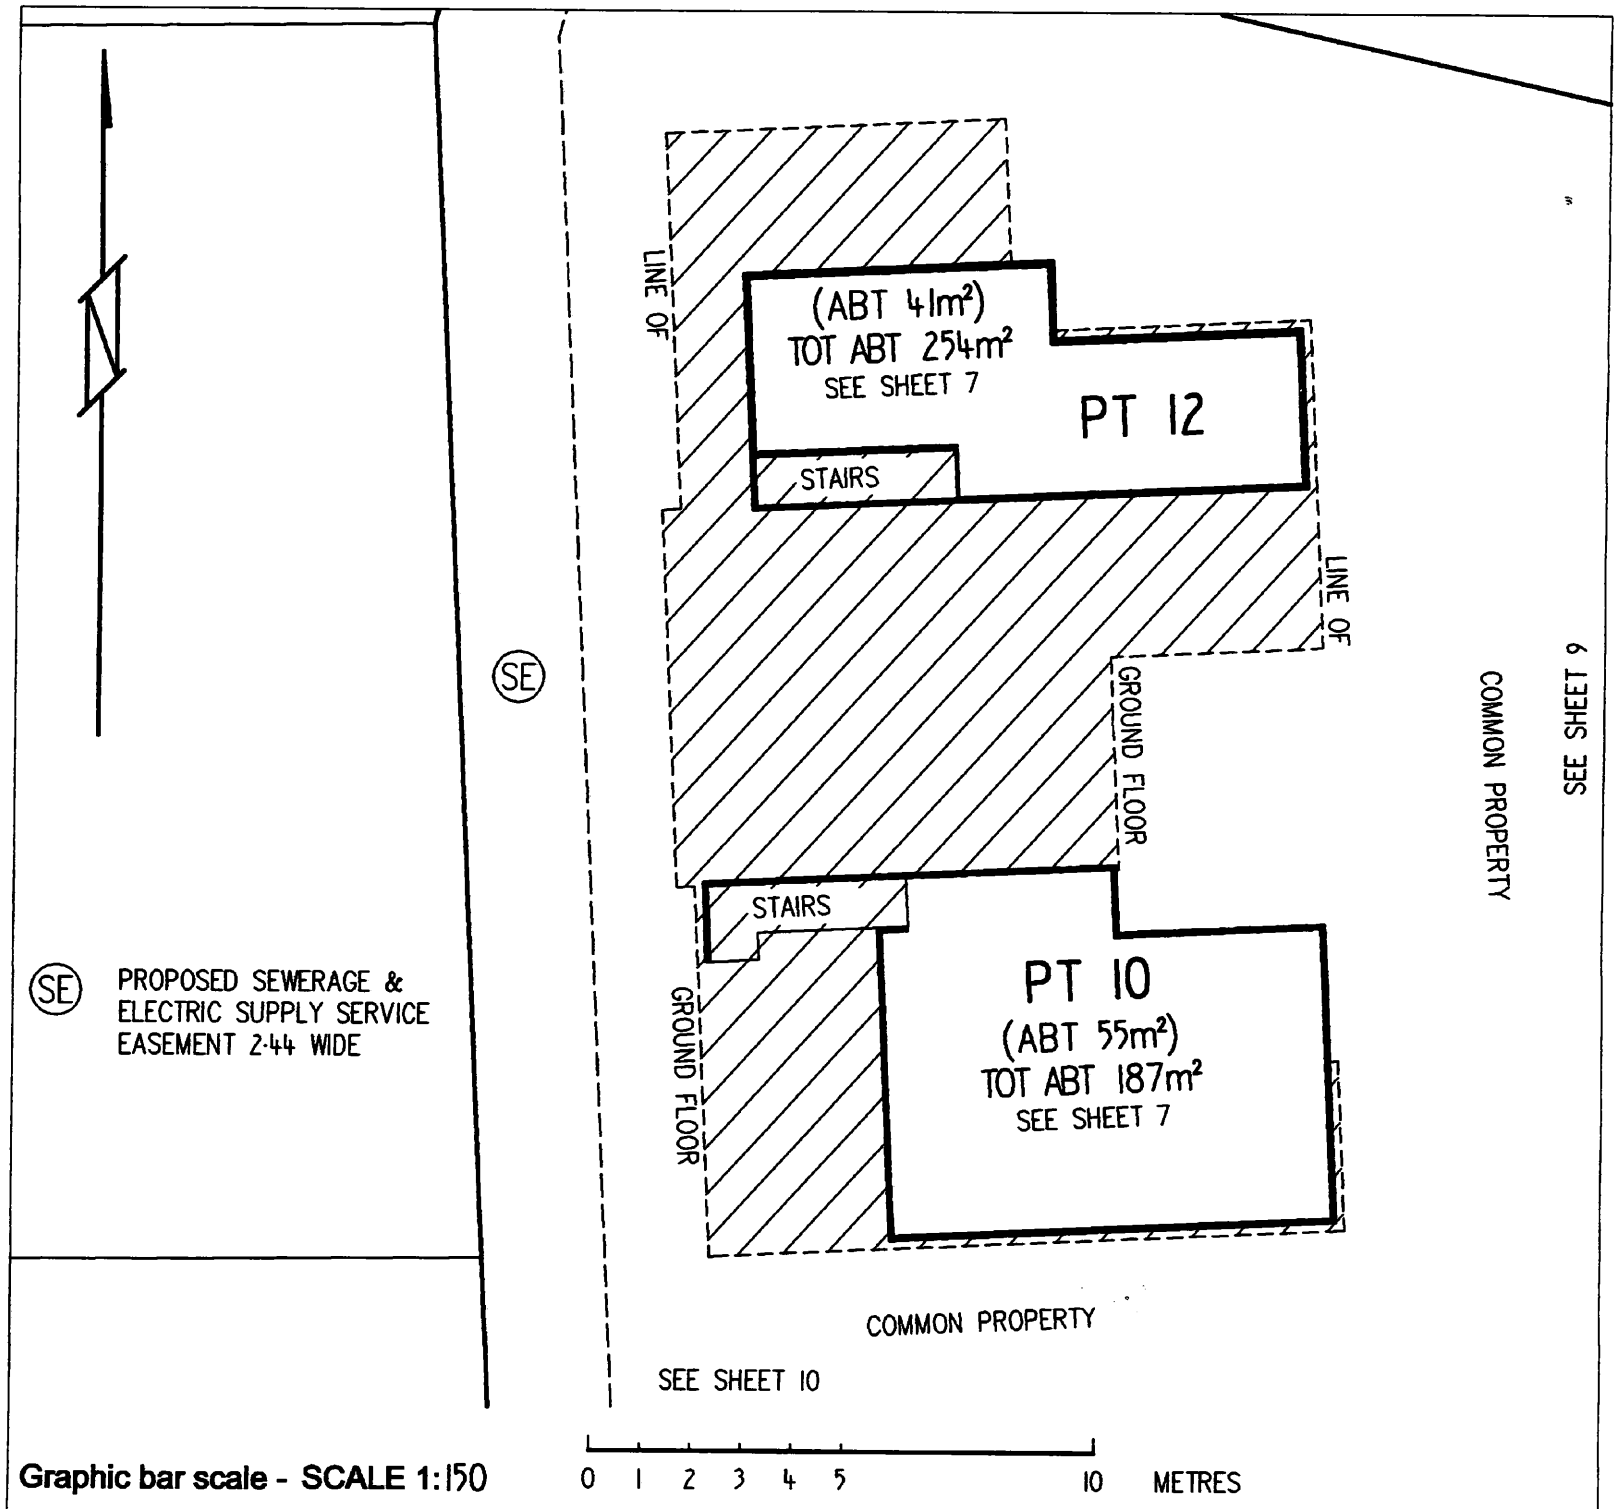 LINE OF
(ABT 41m²)
TOT ABT 254m²
SEE SHEET 7
PT 12
STAIRS
LINE OF
SE
GROUND FLOOR
COMMON PROPERTY
SEE SHEET 9
STAIRS
SE
PROPOSED SEWERAGE &
ELECTRIC SUPPLY SERVICE
EASEMENT 2·44 WIDE
GROUND FLOOR
PT 10
(ABT 55m²)
TOT ABT 187m²
SEE SHEET 7
COMMON PROPERTY
SEE SHEET 10
Graphic bar scale - SCALE 1:150
0 1 2 3 4 5 10 METRES